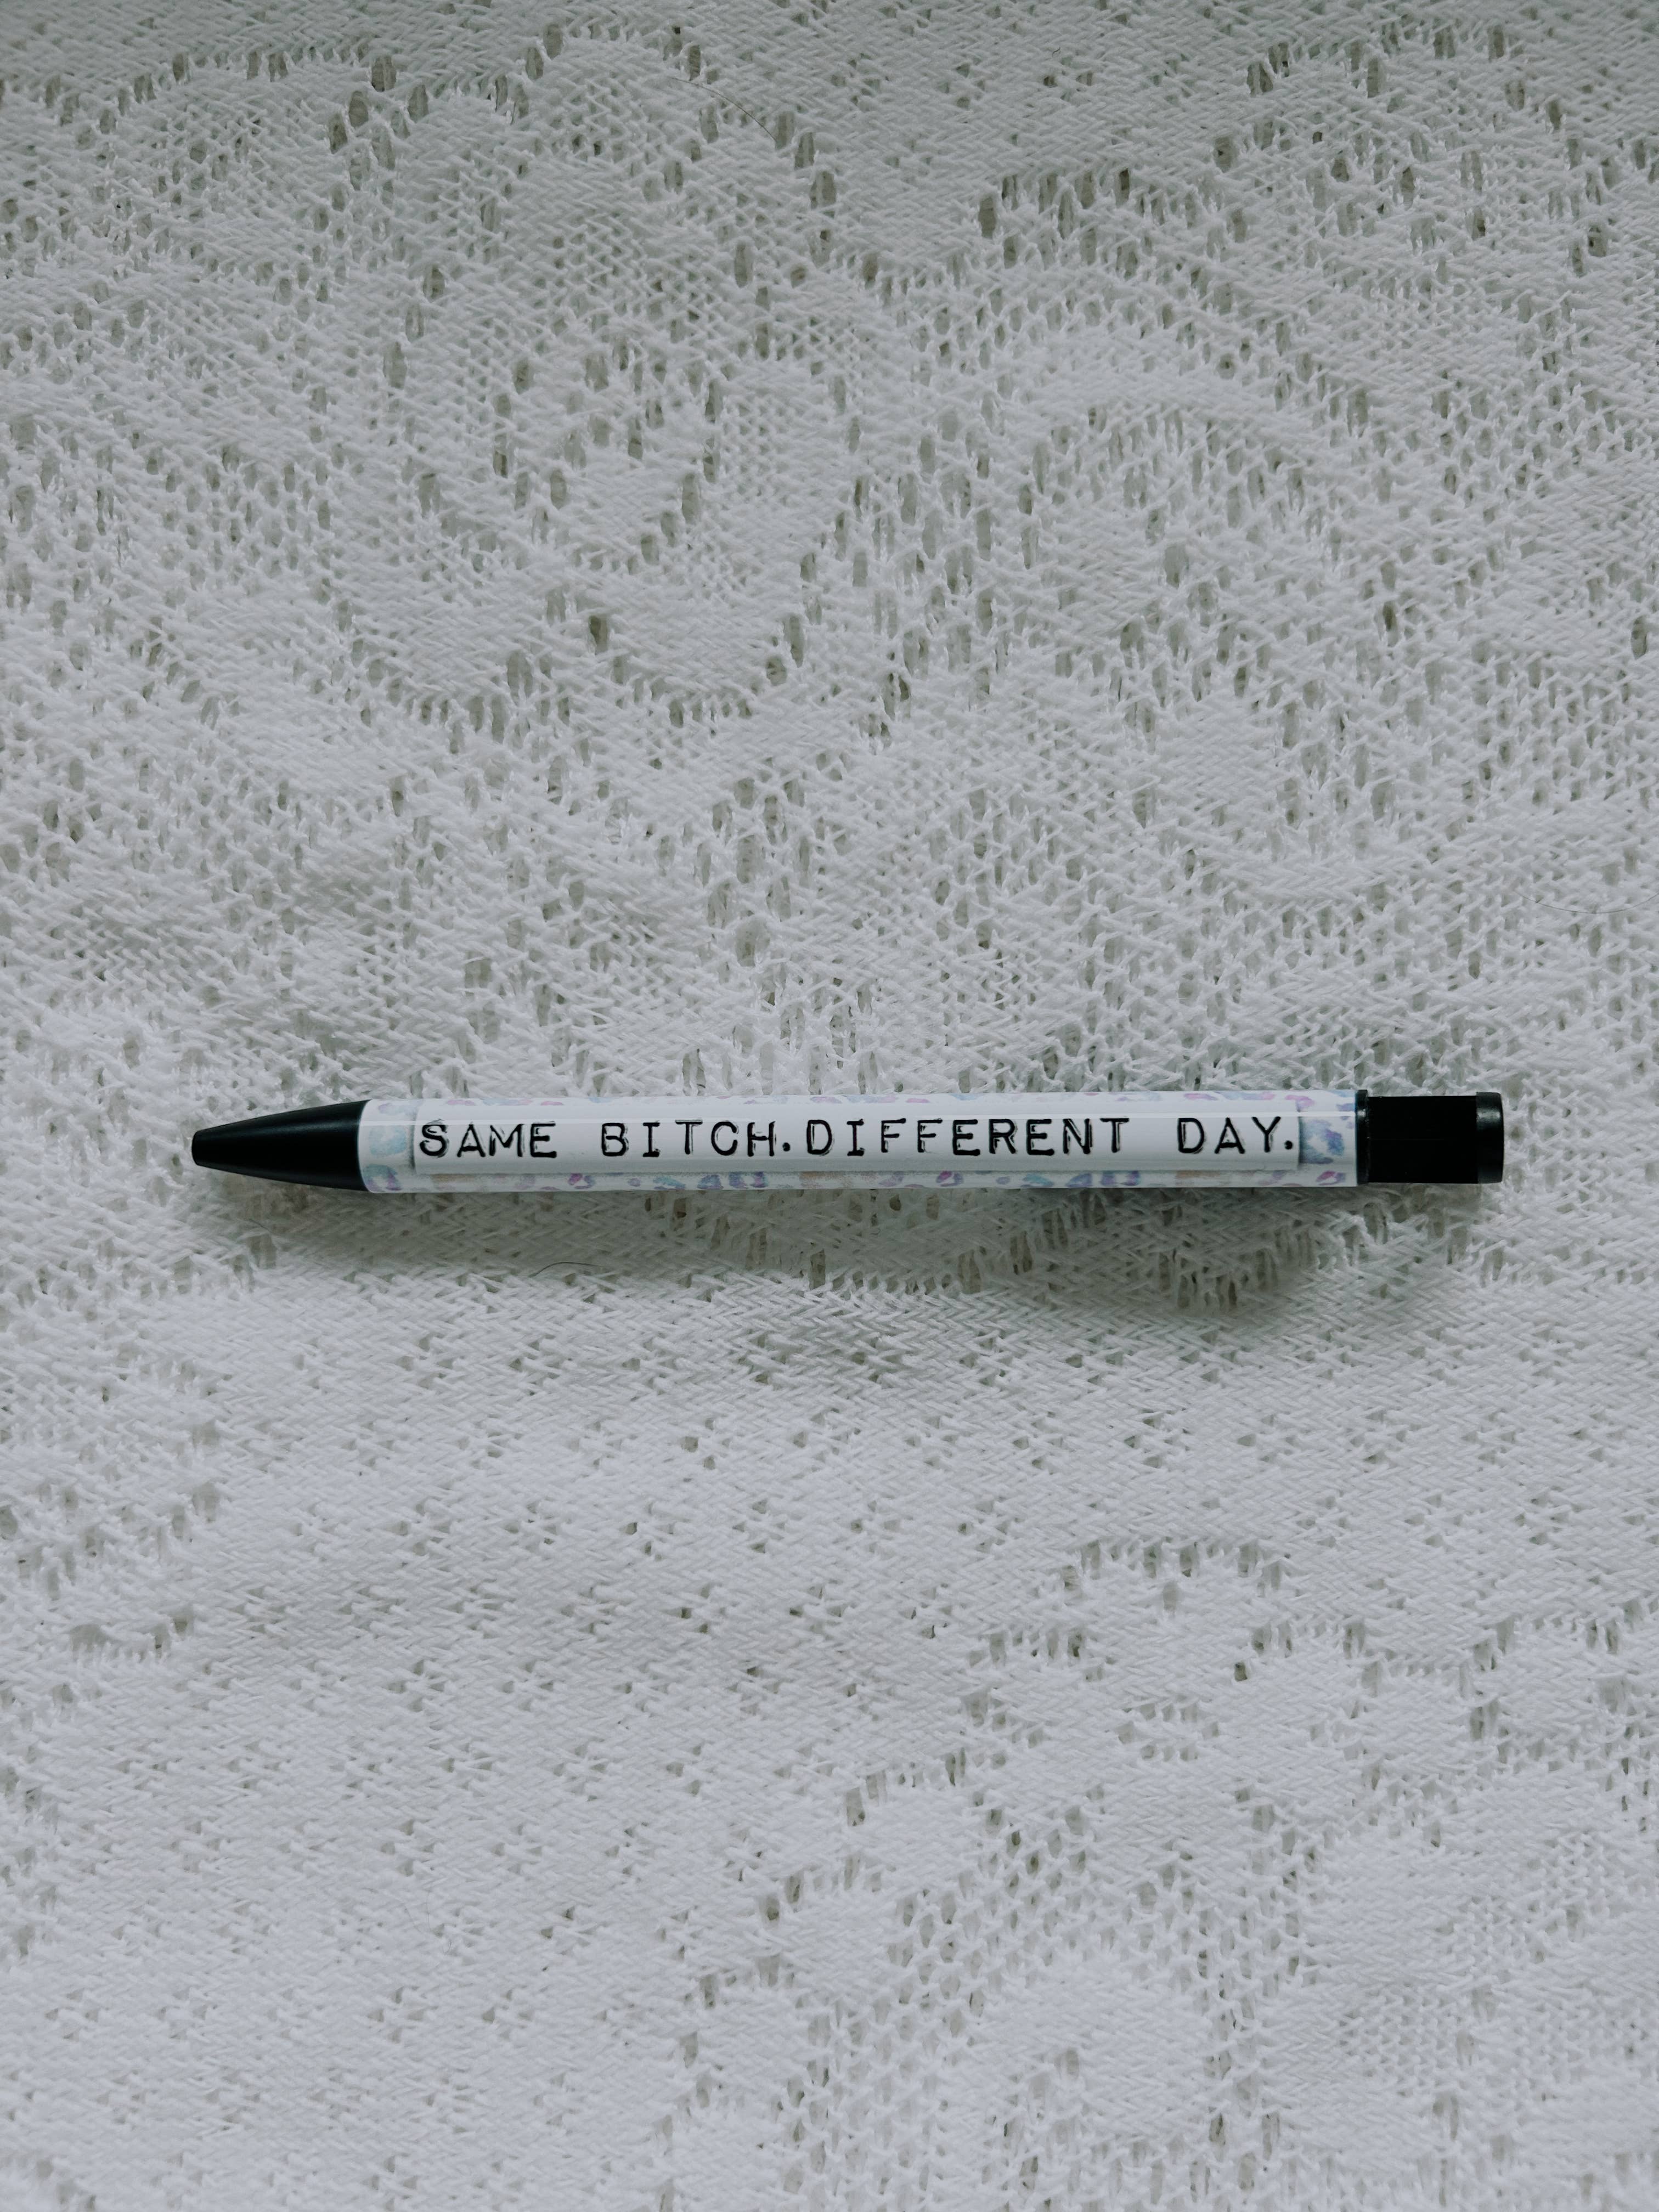 SAME BITCH.DIFFERENT DAY.